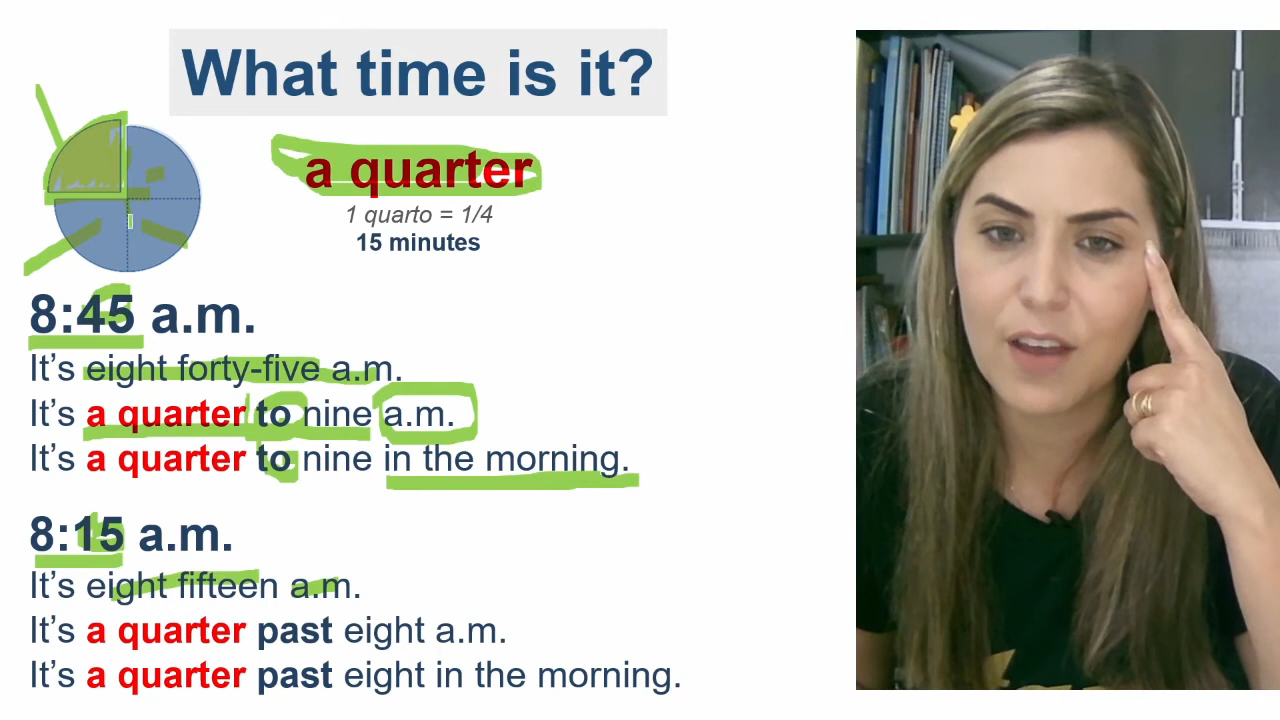 What time is it?
a quarter
1 quarto = 1/4
15 minutes
8:45 a.m.
It's eight forty-five a.m.
It's a quarter to nine a.m.
It's a quarter to nine in the morning.
8:15 a.m.
It's eight fifteen a.m.
It's a quarter past eight a.m.
It's a quarter past eight in the morning.